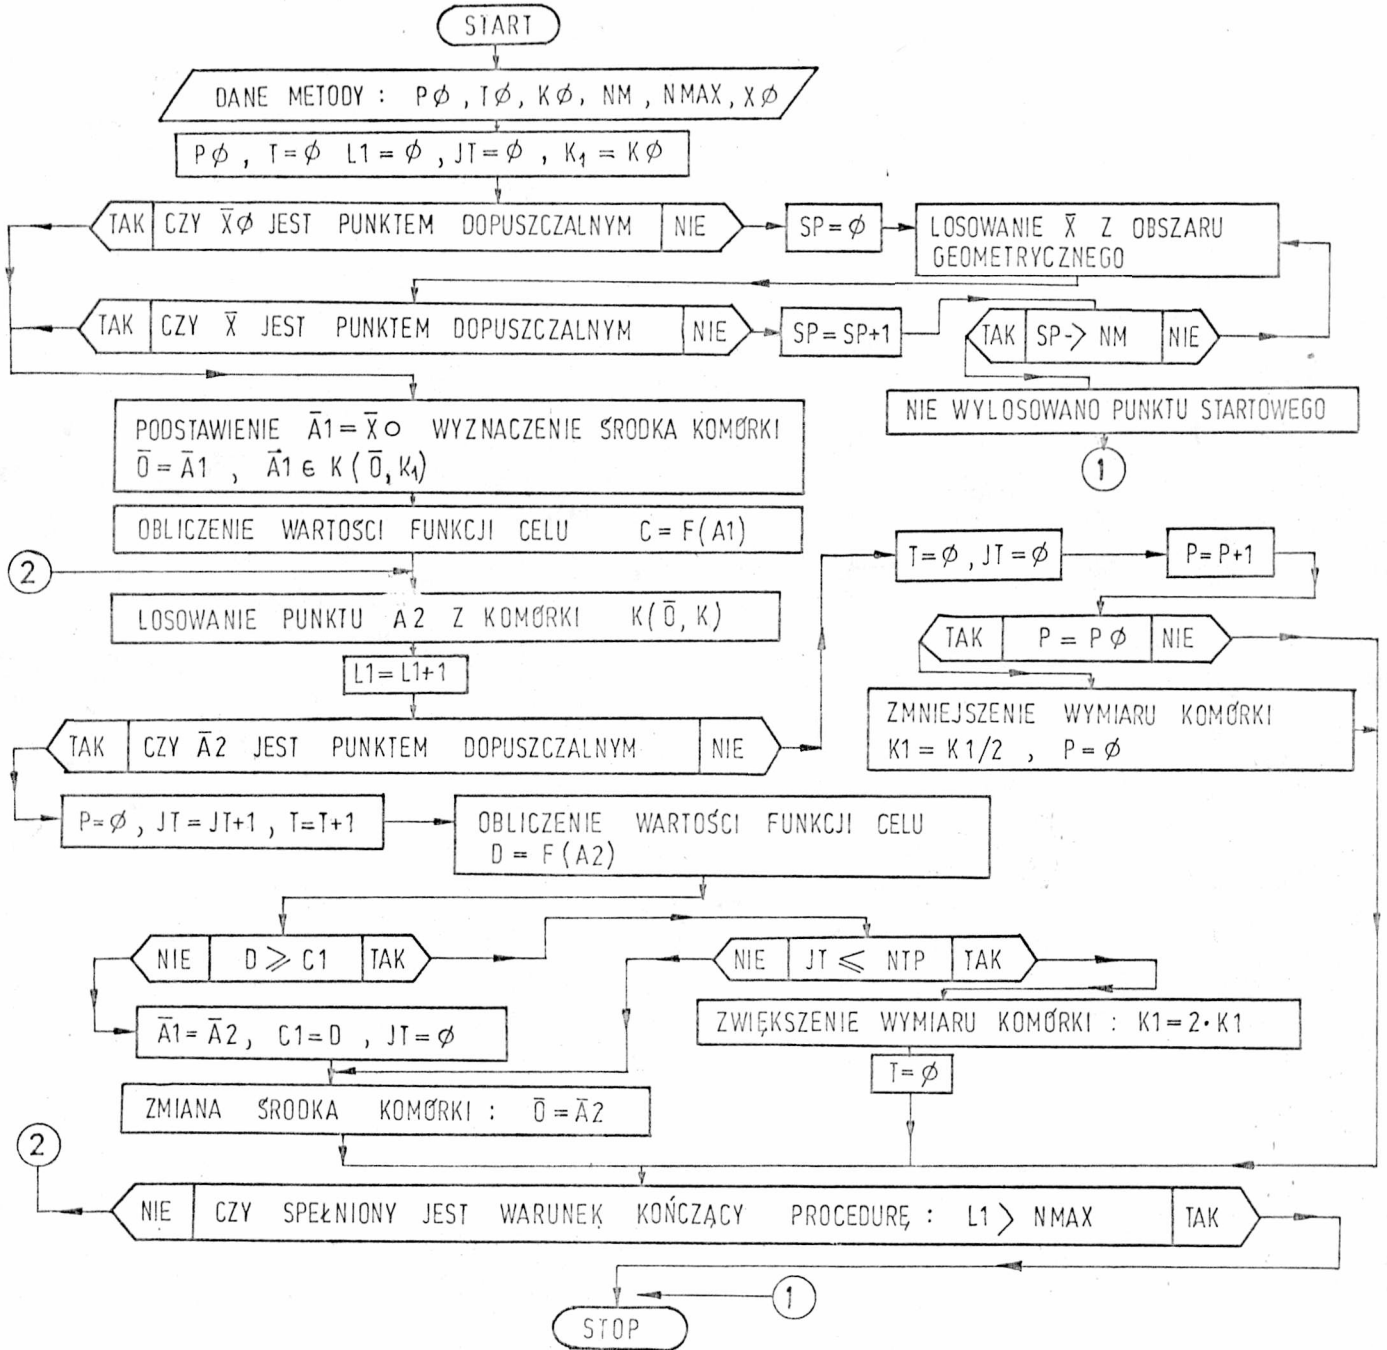 START
DANE METODY : PØ , TØ , KØ, NM , NMAX, XØ
PØ , T=Ø L1=Ø , JT=Ø , K₁=KØ
TAK CZY X̄Ø JEST PUNKTEM DOPUSZCZALNYM NIE
SP=Ø
LOSOWANIE X̄ Z OBSZARU
GEOMETRYCZNEGO
TAK CZY X̄ JEST PUNKTEM DOPUSZCZALNYM NIE
SP=SP+1
TAK SP-> NM NIE
NIE WYLOSOWANO PUNKTU STARTOWEGO
1
PODSTAWIENIE Ā1=X̄O WYZNACZENIE ŚRODKA KOMÓRKI
Ō=Ā1 , Ā1 ∈ K(Ō,K₁)
OBLICZENIE WARTOŚCI FUNKCJI CELU C=F(A1)
2
LOSOWANIE PUNKTU A2 Z KOMÓRKI K(Ō,K)
L1=L1+1
TAK CZY Ā2 JEST PUNKTEM DOPUSZCZALNYM NIE
T=Ø , JT=Ø
P=P+1
TAK P = PØ NIE
ZMNIEJSZENIE WYMIARU KOMÓRKI
K1=K1/2 , P=Ø
P=Ø , JT=JT+1 , T=T+1
OBLICZENIE WARTOŚCI FUNKCJI CELU
D = F(A2)
NIE D ⩾ C1 TAK
NIE JT ⩽ NTP TAK
Ā1=Ā2, C1=D , JT=Ø
ZWIĘKSZENIE WYMIARU KOMÓRKI : K1=2·K1
T=Ø
ZMIANA ŚRODKA KOMÓRKI : Ō=Ā2
2
NIE CZY SPEŁNIONY JEST WARUNEK KOŃCZĄCY PROCEDURĘ : L1 > NMAX TAK
1
STOP